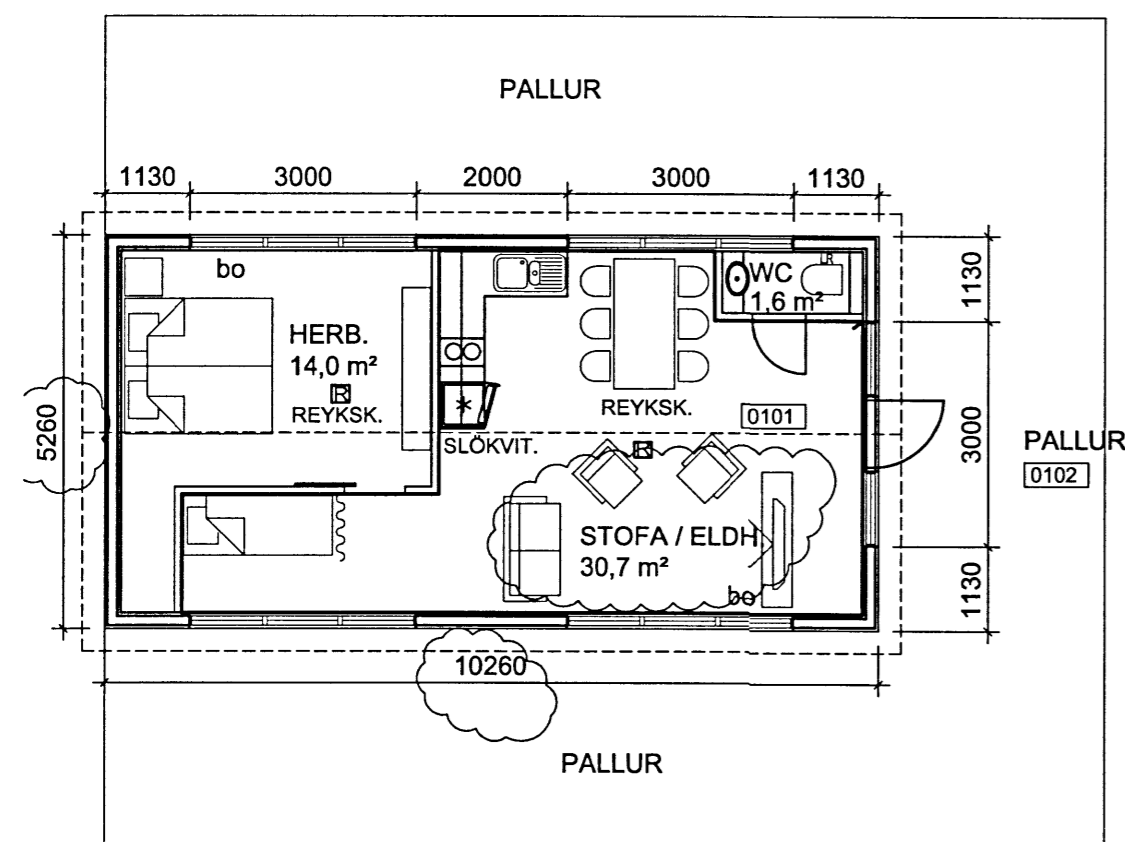 PALLUR
1130 3000 2000 3000 1130
bo
WC
1,6 m²
1130
HERB.
14,0 m²
R
REYKSK.
REYKSK.
0101
5260
SLÖKVIT.
R
3000
PALLUR
0102
STOFA / ELDH
30,7 m²
bo
1130
10260
PALLUR